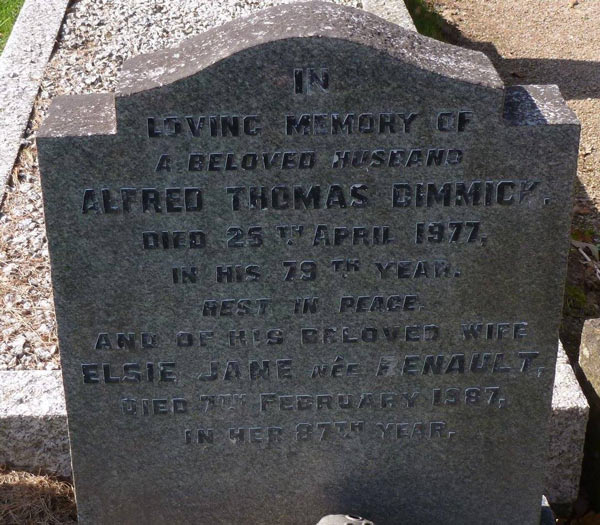 IN
LOVING MEMORY OF
A BELOVED HUSBAND
ALFRED THOMAS DIMMICK.
DIED 25TH APRIL 1977,
IN HIS 79TH YEAR.
REST IN PEACE.
AND OF HIS BELOVED WIFE
ELSIE JANE NÉE RENAULT,
DIED 7TH FEBRUARY 1987,
IN HER 87TH YEAR.